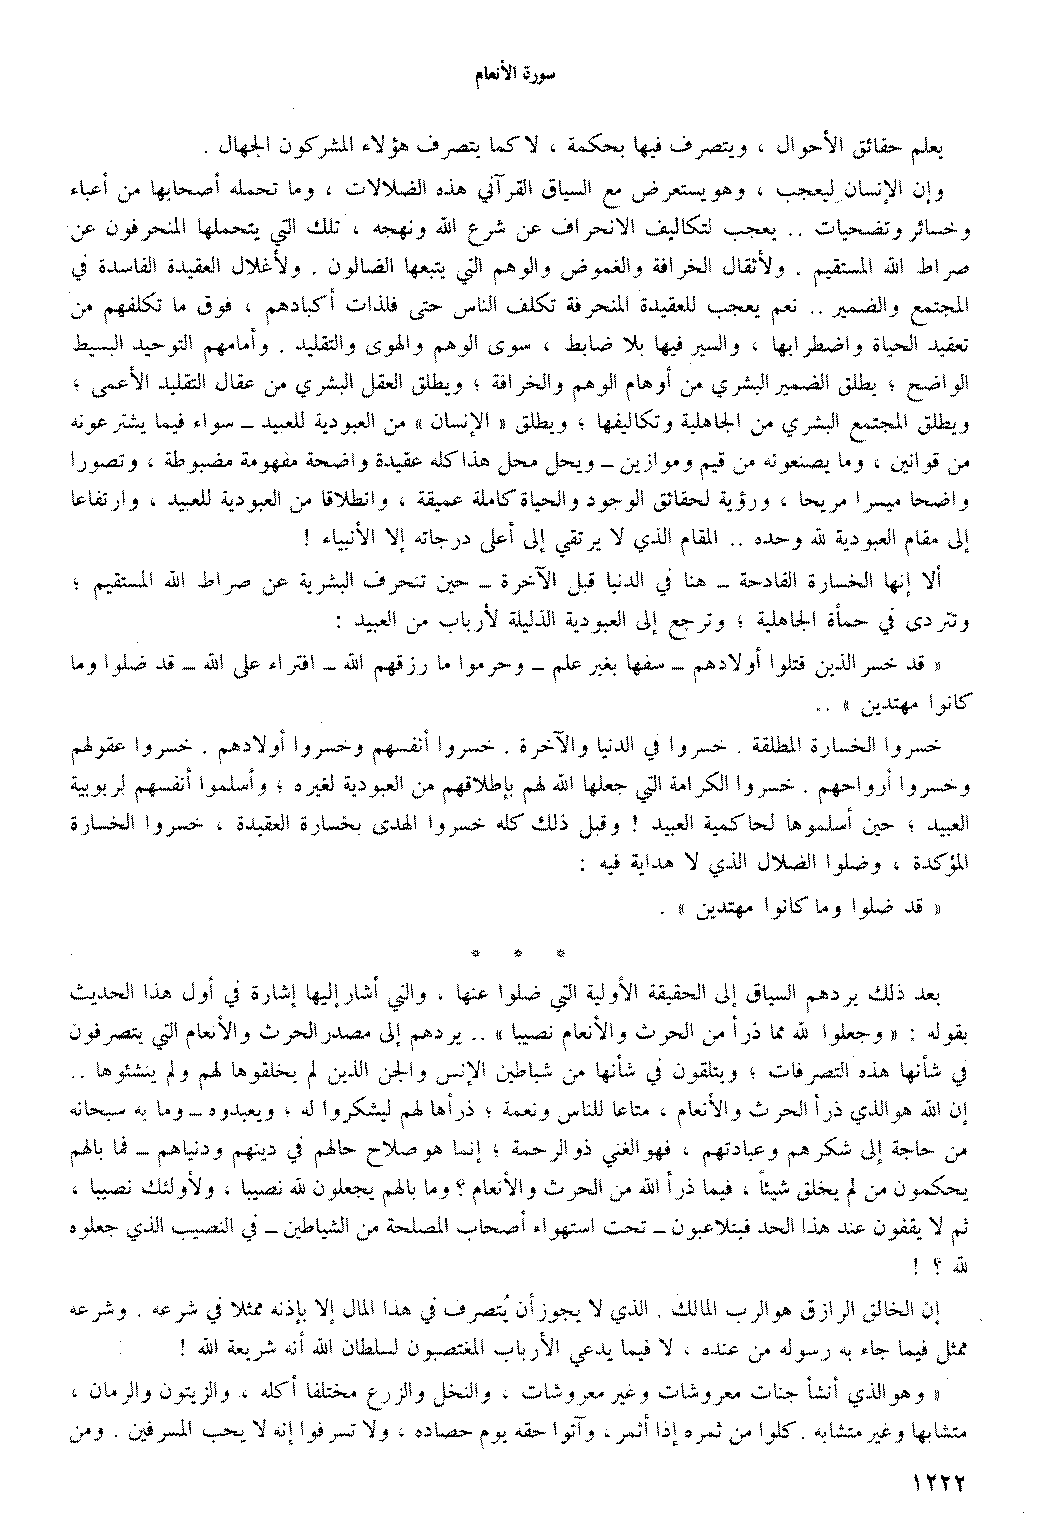 سورة الأنعام
يعلم حقائق الأحوال ، ويتصرف فيها بحكمة ، لا كما يتصرف هؤلاء المشركون الجهال .
وإن الإنسان ليعجب ، وهو يستعرض مع السياق القرآني هذه الضلالات ، وما تحمله أصحابها من أعباء
وخسائر وتضحيات .. يعجب لتكاليف الانحراف عن شرع الله ونهجه ، تلك التي يتحملها المنحرفون عن
صراط الله المستقيم . ولأثقال الخرافة والغموض والوهم التي يتبعها الضالون . ولأغلال العقيدة الفاسدة في
المجتمع والضمير .. نعم يعجب للعقيدة المنحرفة تكلف الناس حتى فلذات أكبادهم ، فوق ما تكلفهم من
تعقيد الحياة واضطرابها ، والسير فيها بلا ضابط ، سوى الوهم والهوى والتقليد . وأمامهم التوحيد البسيط
الواضح ؛ يطلق الضمير البشري من أوهام الوهم والخرافة ؛ ويطلق العقل البشري من عقال التقليد الأعمى ؛
ويطلق المجتمع البشري من الجاهلية وتكاليفها ؛ ويطلق « الإنسان » من العبودية للعبيد – سواء فيما يشترعونه
من قوانين ، وما يصنعونه من قيم وموازين – ويحل محل هذا كله عقيدة واضحة مفهومة مضبوطة ، وتصورا
واضحا ميسرا مريحا ، ورؤية لحقائق الوجود والحياة كاملة عميقة ، وانطلاقا من العبودية للعبيد ، وارتفاعا
إلى مقام العبودية لله وحده .. المقام الذي لا يرتقي إلى أعلى درجاته إلا الأنبياء !
ألا إنها الخسارة الفادحة – هنا في الدنيا قبل الآخرة – حين تنحرف البشرية عن صراط الله المستقيم ؛
وتتردى في حمأة الجاهلية ؛ وترجع إلى العبودية الذليلة لأرباب من العبيد :
« قد خسر الذين قتلوا أولادهم – سفها بغير علم – وحرموا ما رزقهم الله – افتراء على الله – قد ضلوا وما
كانوا مهتدين » ..
خسروا الخسارة المطلقة . خسروا في الدنيا والآخرة . خسروا أنفسهم وخسروا أولادهم . خسروا عقولهم
وخسروا أرواحهم . خسروا الكرامة التي جعلها الله لهم بإطلاقهم من العبودية لغيره ؛ وأسلموا أنفسهم لربوبية
العبيد ؛ حين أسلموها لحاكمية العبيد ! وقبل ذلك كله خسروا الهدى بخسارة العقيدة ، خسروا الخسارة
المؤكدة ، وضلوا الضلال الذي لا هداية فيه :
« قد ضلوا وما كانوا مهتدين » .
* * *
بعد ذلك يردهم السياق إلى الحقيقة الأولية التي ضلوا عنها ، والتي أشار إليها إشارة في أول هذا الحديث
بقوله : « وجعلوا لله مما ذرأ من الحرث والأنعام نصيبا » .. يردهم إلى مصدر الحرث والأنعام التي يتصرفون
في شأنها هذه التصرفات ؛ ويتلقون في شأنها من شياطين الإنس والجن الذين لم يخلقوها لهم ولم ينشئوها ..
إن الله هو الذي ذرأ الحرث والأنعام ، متاعا للناس ونعمة ؛ ذرأها لهم ليشكروا له ؛ ويعبدوه – وما به سبحانه
من حاجة إلى شكرهم وعبادتهم ، فهو الغني ذو الرحمة ؛ إنما هو صلاح حالهم في دينهم ودنياهم – فما بالهم
يحكمون من لم يخلق شيئاً ، فيما ذرأ الله من الحرث والأنعام ؟ وما بالهم يجعلون لله نصيبا ، ولأولئك نصيبا ،
ثم لا يقفون عند هذا الحد فيتلاعبون – تحت استهواء أصحاب المصلحة من الشياطين – في النصيب الذي جعلوه
لله ؟ !
إن الخالق الرازق هو الرب المالك . الذي لا يجوز أن يُتصرف في هذا المال إلا بإذنه ممثلا في شرعه . وشرعه
ممثل فيما جاء به رسوله من عنده ، لا فيما يدعي الأرباب المغتصبون لسلطان الله أنه شريعة الله !
« وهو الذي أنشأ جنات معروشات وغير معروشات ، والنخل والزرع مختلفا أكله ، والزيتون والرمان ،
متشابها وغير متشابه . كلوا من ثمره إذا أثمر ، وآتوا حقه يوم حصاده ، ولا تسرفوا إنه لا يحب المسرفين . ومن
١٢٢٢